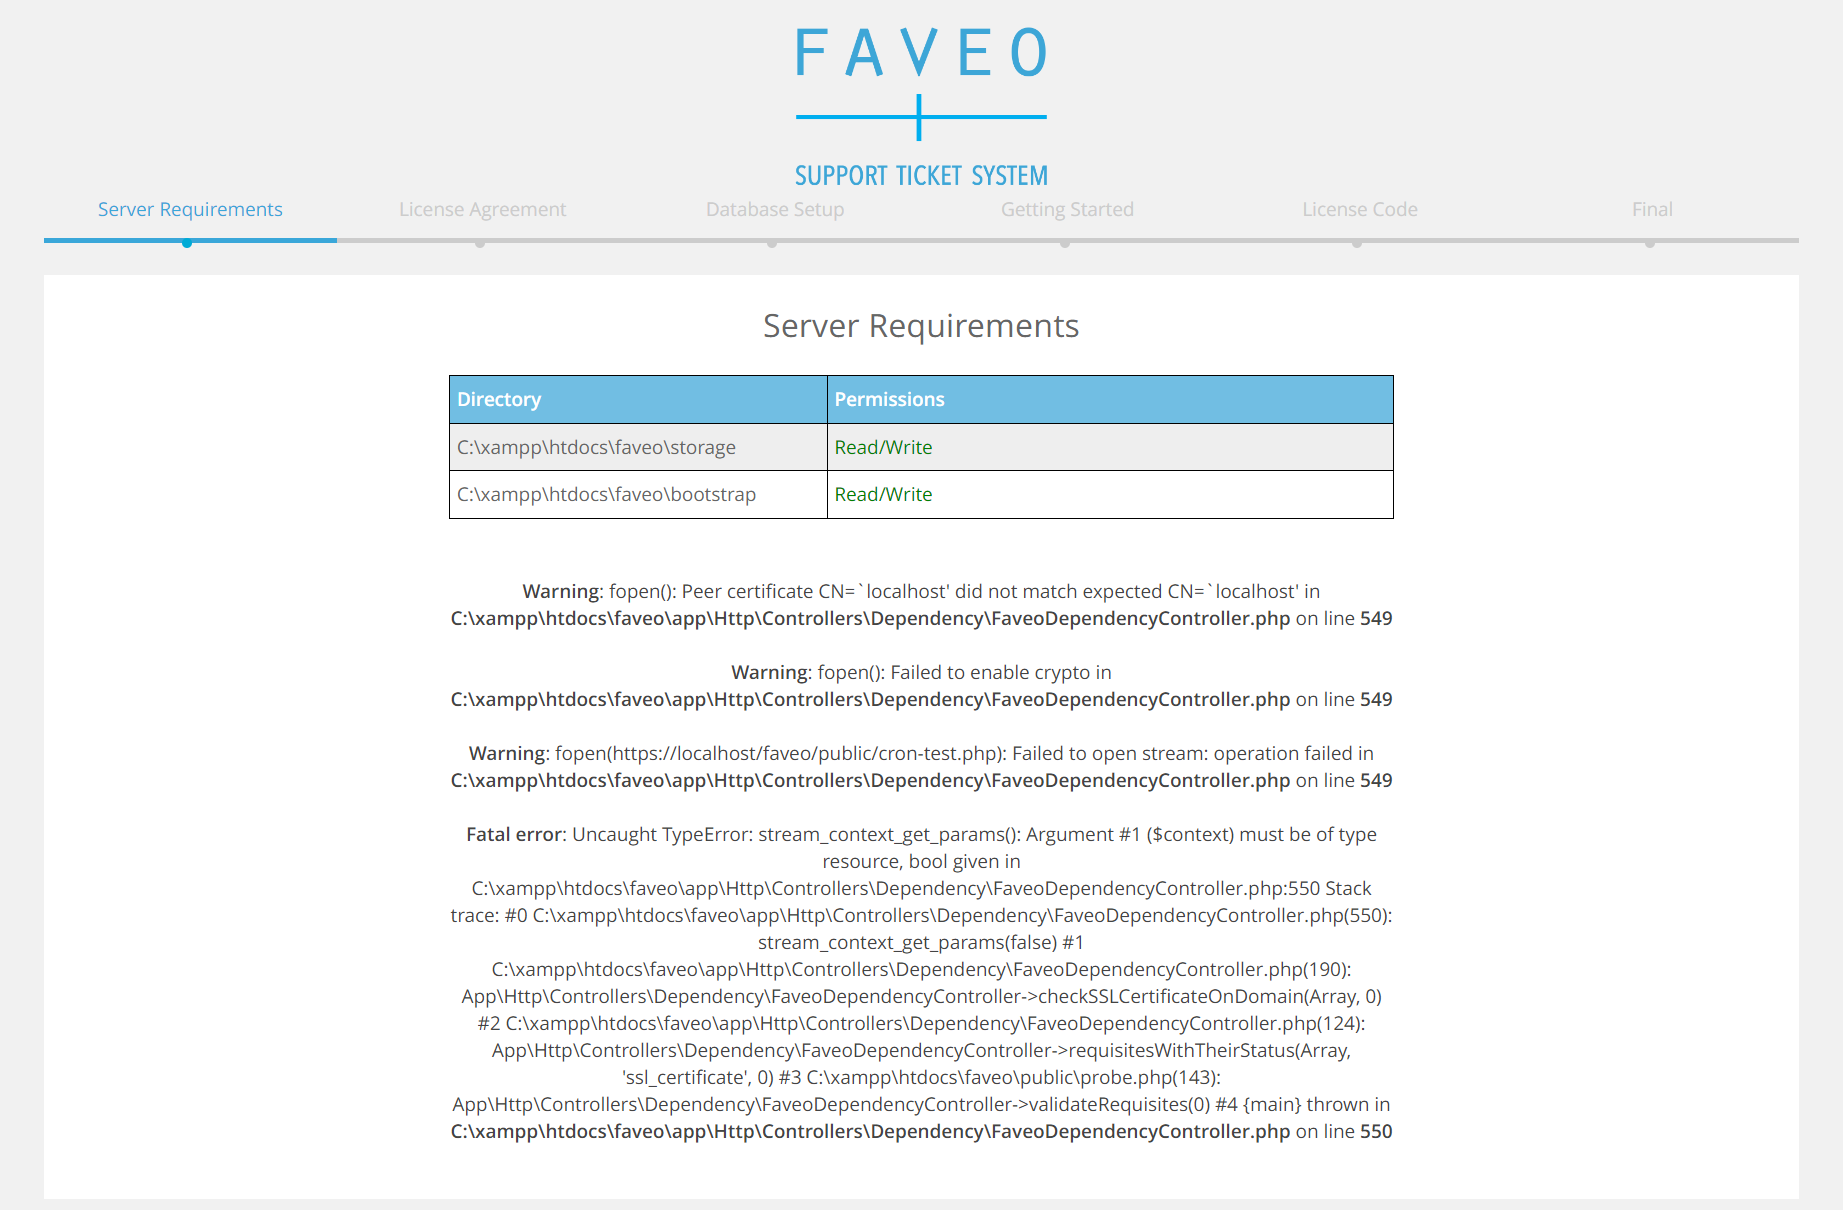 FAVEO
SUPPORT TICKET SYSTEM
Server Requirements
License Agreement
Database Setup
Getting Started
License Code
Final
Server Requirements
Directory
Permissions
C:\xampp\htdocs\faveo\storage
Read/Write
C:\xampp\htdocs\faveo\bootstrap
Read/Write
Warning: fopen(): Peer certificate CN=`localhost' did not match expected CN=`localhost' in
C:\xampp\htdocs\faveo\app\Http\Controllers\Dependency\FaveoDependencyController.php on line 549
Warning: fopen(): Failed to enable crypto in
C:\xampp\htdocs\faveo\app\Http\Controllers\Dependency\FaveoDependencyController.php on line 549
Warning: fopen(https://localhost/faveo/public/cron-test.php): Failed to open stream: operation failed in
C:\xampp\htdocs\faveo\app\Http\Controllers\Dependency\FaveoDependencyController.php on line 549
Fatal error: Uncaught TypeError: stream_context_get_params(): Argument #1 ($context) must be of type
resource, bool given in
C:\xampp\htdocs\faveo\app\Http\Controllers\Dependency\FaveoDependencyController.php:550 Stack
trace: #0 C:\xampp\htdocs\faveo\app\Http\Controllers\Dependency\FaveoDependencyController.php(550):
stream_context_get_params(false) #1
C:\xampp\htdocs\faveo\app\Http\Controllers\Dependency\FaveoDependencyController.php(190):
App\Http\Controllers\Dependency\FaveoDependencyController->checkSSLCertificateOnDomain(Array, 0)
#2 C:\xampp\htdocs\faveo\app\Http\Controllers\Dependency\FaveoDependencyController.php(124):
App\Http\Controllers\Dependency\FaveoDependencyController->requisitesWithTheirStatus(Array,
'ssl_certificate', 0) #3 C:\xampp\htdocs\faveo\public\probe.php(143):
App\Http\Controllers\Dependency\FaveoDependencyController->validateRequisites(0) #4 {main} thrown in
C:\xampp\htdocs\faveo\app\Http\Controllers\Dependency\FaveoDependencyController.php on line 550